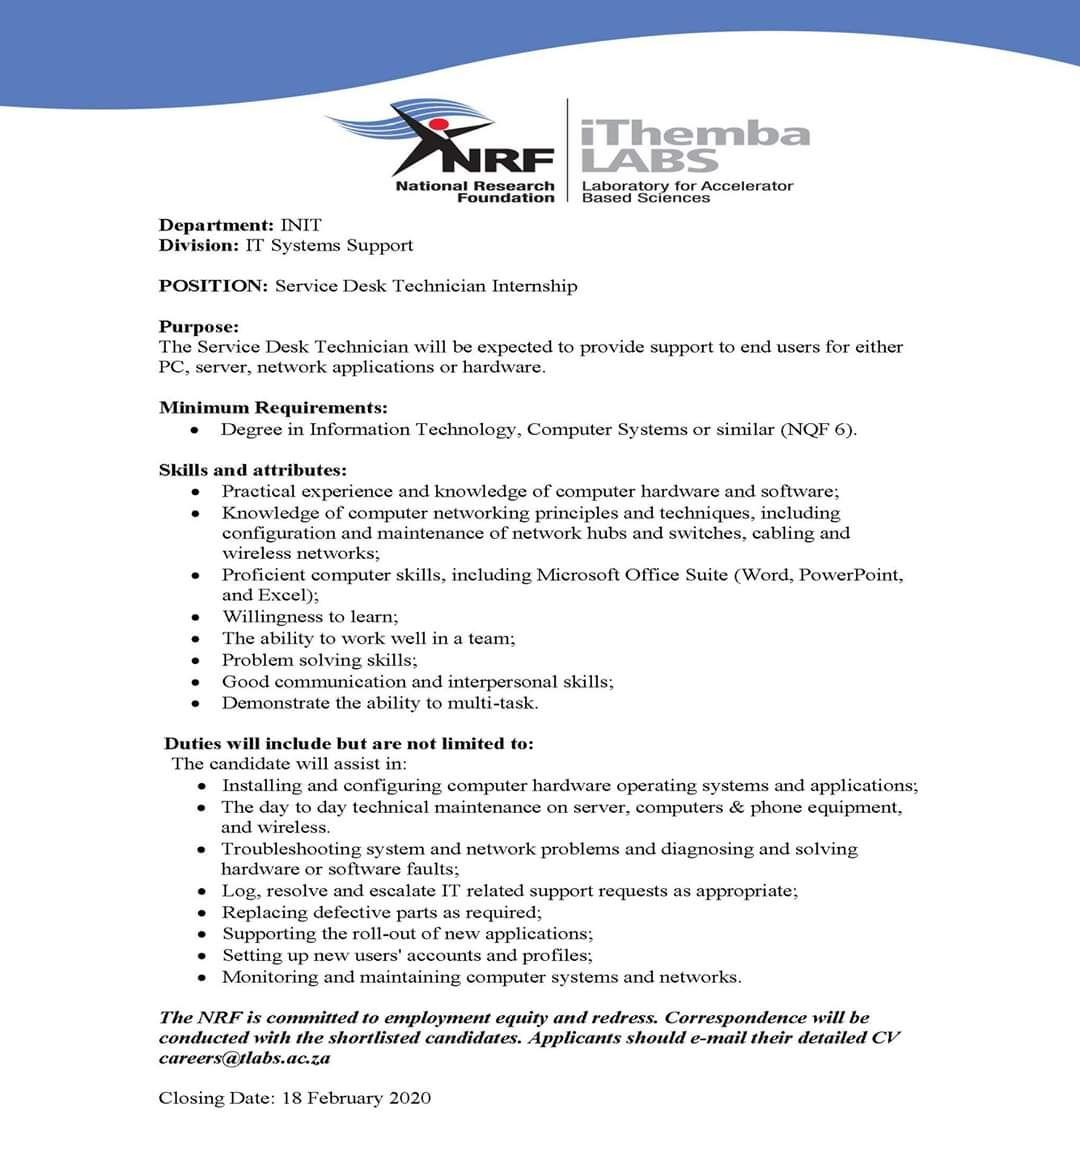 NRF
National Research
Foundation
iThemba
LABS
Laboratory for Accelerator
Based Sciences
Department: INIT
Division: IT Systems Support
POSITION: Service Desk Technician Internship
Purpose:
The Service Desk Technician will be expected to provide support to end users for either
PC, server, network applications or hardware.
Minimum Requirements:
• Degree in Information Technology, Computer Systems or similar (NQF 6).
Skills and attributes:
• Practical experience and knowledge of computer hardware and software;
• Knowledge of computer networking principles and techniques, including
configuration and maintenance of network hubs and switches, cabling and
wireless networks;
• Proficient computer skills, including Microsoft Office Suite (Word, PowerPoint,
and Excel);
• Willingness to learn;
• The ability to work well in a team;
• Problem solving skills;
• Good communication and interpersonal skills;
• Demonstrate the ability to multi-task.
Duties will include but are not limited to:
The candidate will assist in:
• Installing and configuring computer hardware operating systems and applications;
• The day to day technical maintenance on server, computers & phone equipment,
and wireless.
• Troubleshooting system and network problems and diagnosing and solving
hardware or software faults;
• Log, resolve and escalate IT related support requests as appropriate;
• Replacing defective parts as required;
• Supporting the roll-out of new applications;
• Setting up new users' accounts and profiles;
• Monitoring and maintaining computer systems and networks.
The NRF is committed to employment equity and redress. Correspondence will be
conducted with the shortlisted candidates. Applicants should e-mail their detailed CV
careers@tlabs.ac.za
Closing Date: 18 February 2020